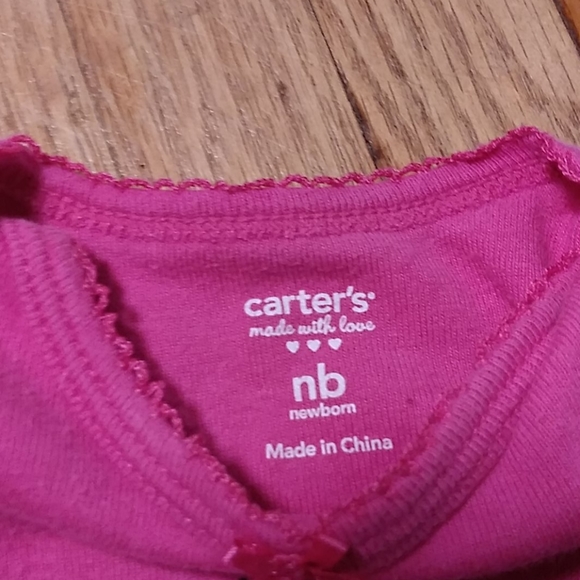 carter's
made with love
nb
newborn
Made in China